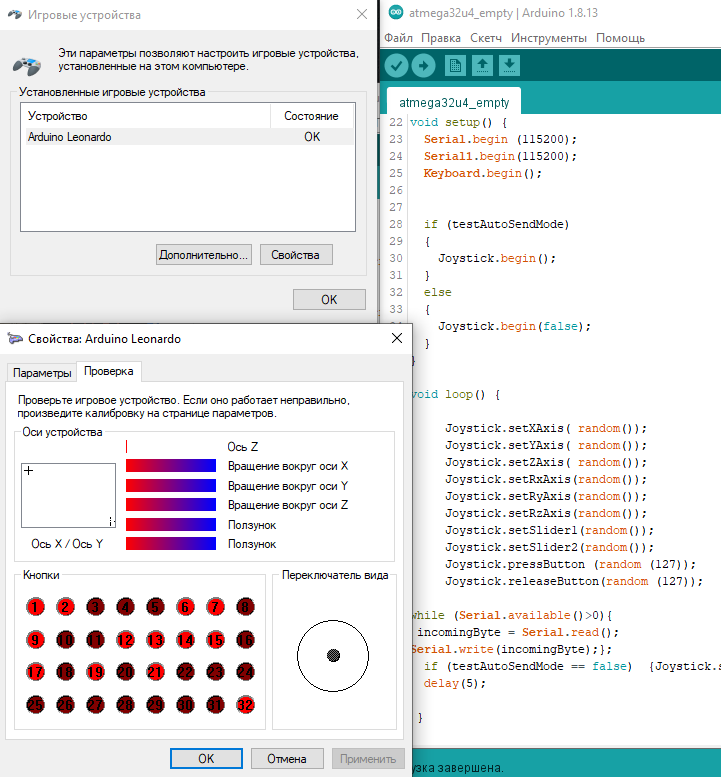 Игровые устройства
Эти параметры позволяют настроить игровые устройства,
установленные на этом компьютере.
Установленные игровые устройства
Устройство Состояние
Arduino Leonardo OK
Дополнительно... Свойства
OK
Свойства: Arduino Leonardo
Параметры Проверка
Проверьте игровое устройство. Если оно работает неправильно,
произведите калибровку на странице параметров.
Оси устройства
Ось Z
Вращение вокруг оси X
Вращение вокруг оси Y
Вращение вокруг оси Z
Ползунок
Ползунок
Ось X / Ось Y
Кнопки
1 2 3 4 5 6 7 8
9 10 11 12 13 14 15 16
17 18 19 20 21 22 23 24
25 26 27 28 29 30 31 32
Переключатель вида
OK Отмена Применить
atmega32u4_empty | Arduino 1.8.13
Файл Правка Скетч Инструменты Помощь
atmega32u4_empty
22 void setup() {
23 Serial.begin (115200);
24 Serial1.begin(115200);
25 Keyboard.begin();
26
27
28 if (testAutoSendMode)
29 {
30 Joystick.begin();
31 }
32 else
33 {
Joystick.begin(false);
}
}
void loop() {
Joystick.setXAxis( random());
Joystick.setYAxis( random());
Joystick.setZAxis( random());
Joystick.setRxAxis(random());
Joystick.setRyAxis(random());
Joystick.setRzAxis(random());
Joystick.setSlider1(random());
Joystick.setSlider2(random());
Joystick.pressButton (random (127));
Joystick.releaseButton(random (127));
while (Serial.available()>0){
incomingByte = Serial.read();
Serial.write(incomingByte);};
if (testAutoSendMode == false) {Joystick.s
delay(5);
}
узка завершена.